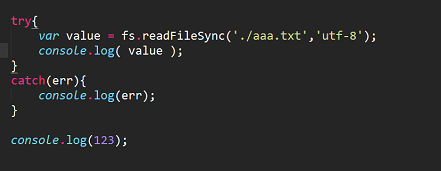 try{
    var value = fs.readFileSync('./aaa.txt','utf-8');
    console.log( value );
}
catch(err){
    console.log(err);
}
console.log(123);